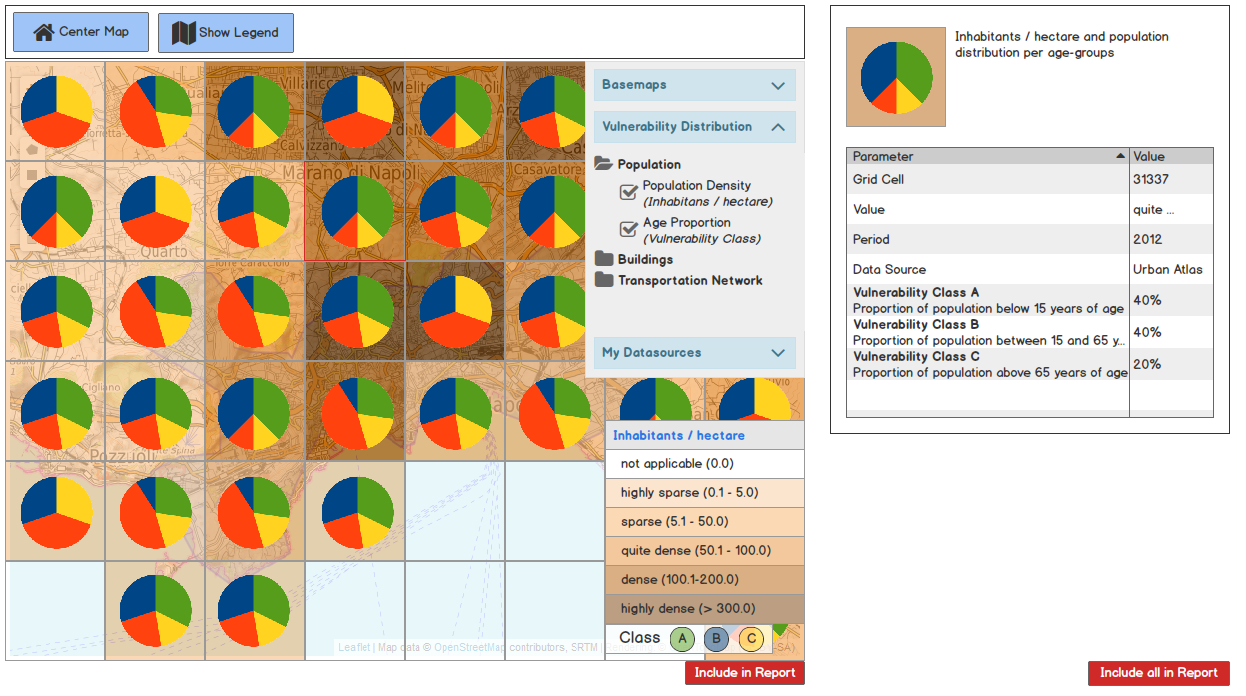 Center Map
Show Legend
Villaricca
Calvizzano
Marano di Napoli
Casavatore
Quarto
Torre Caracciolo
Cigliano
Pozzuoli
Basemaps
Vulnerability Distribution
Population
Population Density
(Inhabitans / hectare)
Age Proportion
(Vulnerability Class)
Buildings
Transportation Network
My Datasources
Inhabitants / hectare
not applicable (0.0)
highly sparse (0.1 - 5.0)
sparse (5.1 - 50.0)
quite dense (50.1 - 100.0)
dense (100.1-200.0)
highly dense (> 300.0)
Class A B C
Leaflet | Map data © OpenStreetMap contributors, SRTM |
-SA)
Include in Report
Inhabitants / hectare and population
distribution per age-groups
Parameter Value
Grid Cell 31337
Value quite ...
Period 2012
Data Source Urban Atlas
Vulnerability Class A
Proportion of population below 15 years of age 40%
Vulnerability Class B
Proportion of population between 15 and 65 y... 40%
Vulnerability Class C
Proportion of population above 65 years of age 20%
Include all in Report